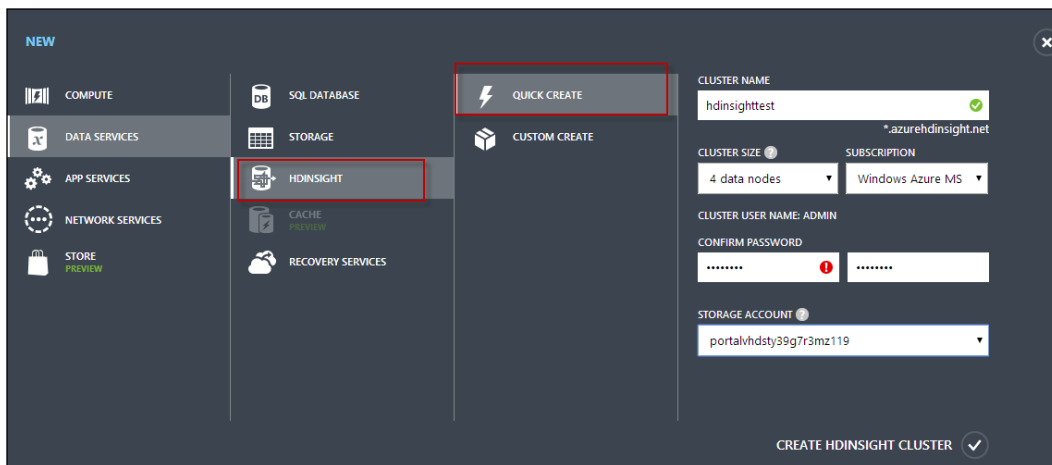 NEW
COMPUTE
DATA SERVICES
APP SERVICES
NETWORK SERVICES
STORE
PREVIEW
DB
SQL DATABASE
STORAGE
HDINSIGHT
CACHE
PREVIEW
RECOVERY SERVICES
QUICK CREATE
CUSTOM CREATE
CLUSTER NAME
hdinsighttest
*.azurehdinsight.net
CLUSTER SIZE ? SUBSCRIPTION
4 data nodes Windows Azure MS
CLUSTER USER NAME: ADMIN
CONFIRM PASSWORD
•••••••• ! ••••••••
STORAGE ACCOUNT ?
portalvhdsty39g7r3mz119
CREATE HDINSIGHT CLUSTER